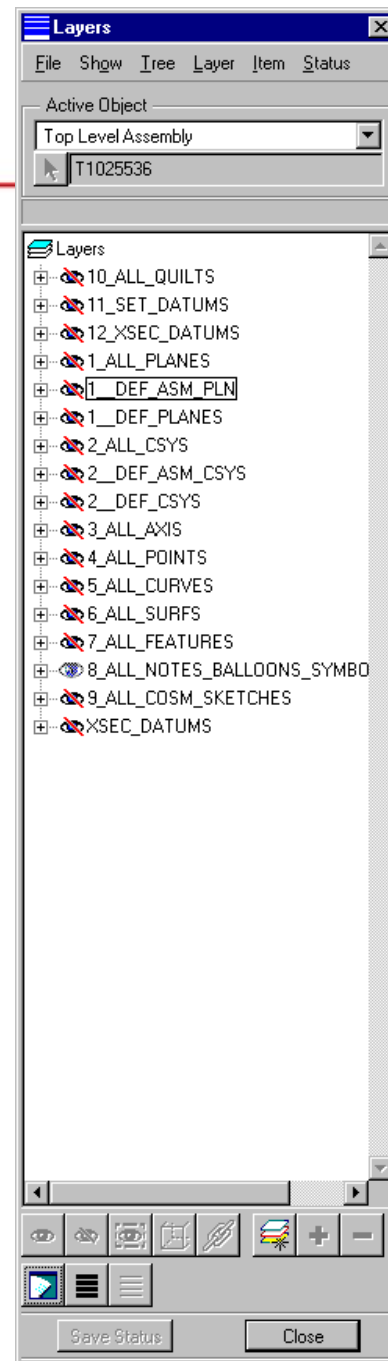 Layers
File Show Tree Layer Item Status
Active Object
Top Level Assembly
T1025536
Layers
10_ALL_QUILTS
11_SET_DATUMS
12_XSEC_DATUMS
1_ALL_PLANES
1__DEF_ASM_PLN
1__DEF_PLANES
2_ALL_CSYS
2__DEF_ASM_CSYS
2__DEF_CSYS
3_ALL_AXIS
4_ALL_POINTS
5_ALL_CURVES
6_ALL_SURFS
7_ALL_FEATURES
8_ALL_NOTES_BALLOONS_SYMBO
9_ALL_COSM_SKETCHES
XSEC_DATUMS
Save Status Close